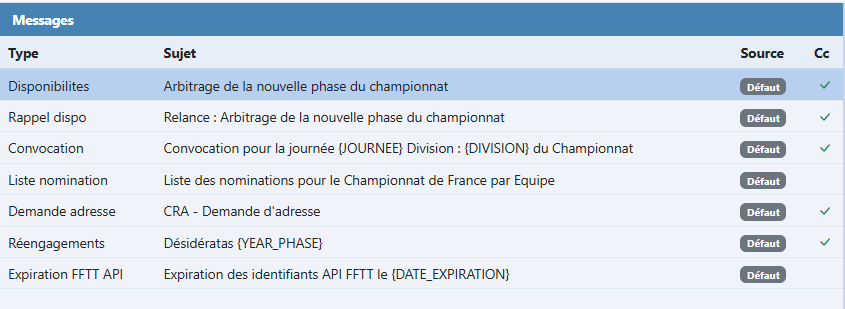 Messages
Type Sujet Source Cc
Disponibilites Arbitrage de la nouvelle phase du championnat Défaut ✓
Rappel dispo Relance : Arbitrage de la nouvelle phase du championnat Défaut ✓
Convocation Convocation pour la journée {JOURNEE} Division : {DIVISION} du Championnat Défaut ✓
Liste nomination Liste des nominations pour le Championnat de France par Equipe Défaut
Demande adresse CRA - Demande d'adresse Défaut ✓
Réengagements Désidératas {YEAR_PHASE} Défaut ✓
Expiration FFTT API Expiration des identifiants API FFTT le {DATE_EXPIRATION} Défaut